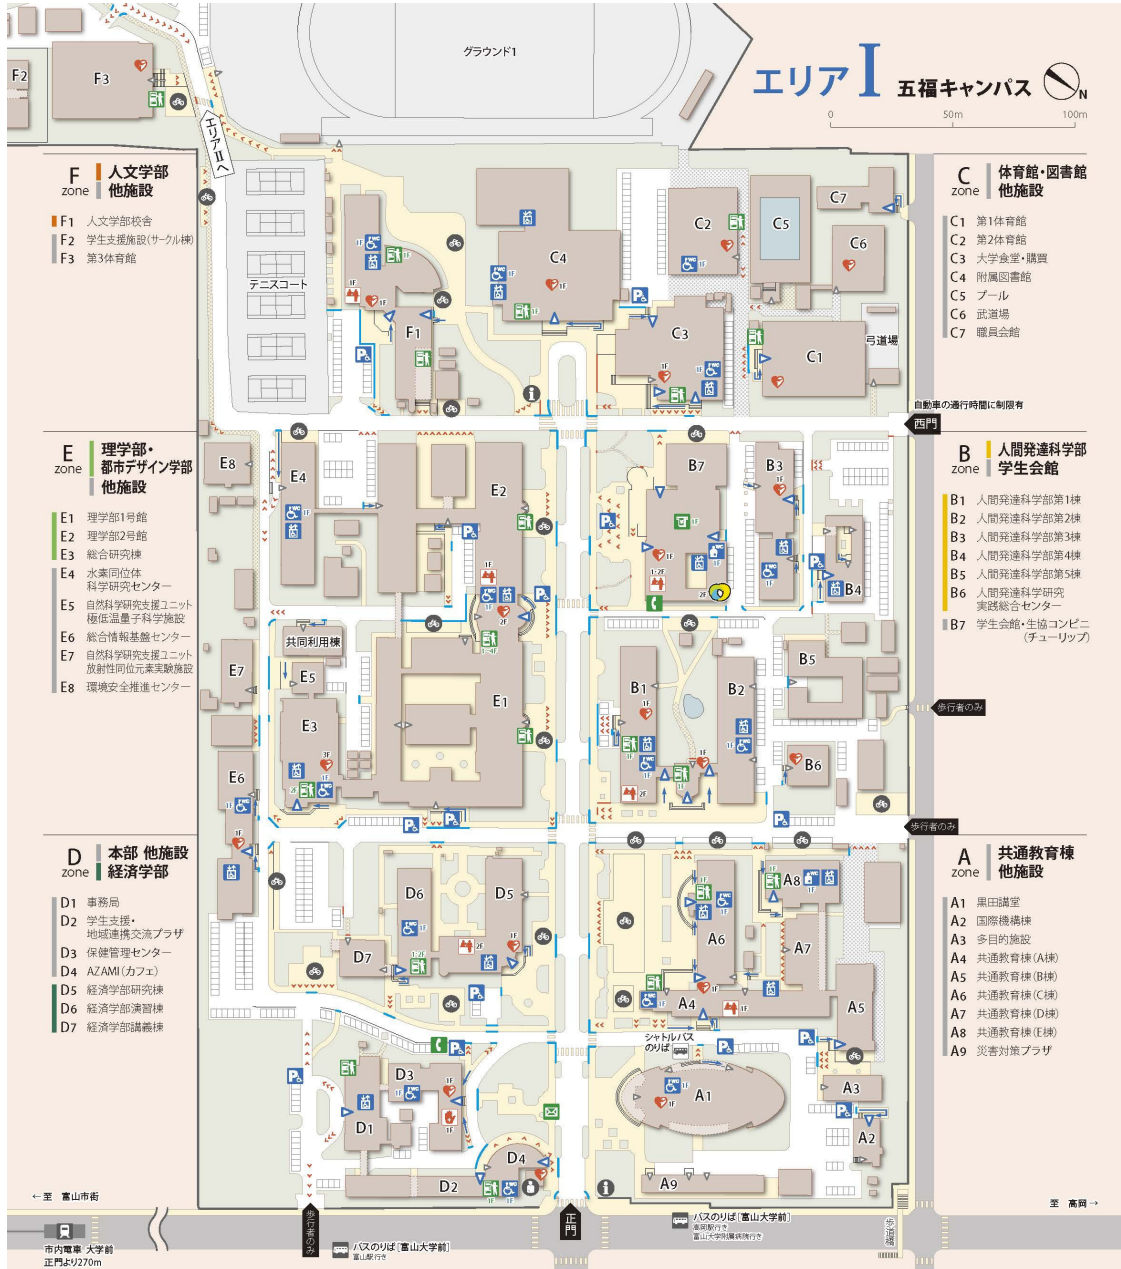 グラウンド1
エリアI 五福キャンパス
N
0 50m 100m
エリアⅡへ
F zone 人文学部
他施設
F1 人文学部校舎
F2 学生支援施設(サークル棟)
F3 第3体育館
C zone 体育館・図書館
他施設
C1 第1体育館
C2 第2体育館
C3 大学食堂・購買
C4 附属図書館
C5 プール
C6 武道場
C7 職員会館
テニスコート
弓道場
自動車の通行時間に制限有
西門
E zone 理学部・
都市デザイン学部
他施設
E1 理学部1号館
E2 理学部2号館
E3 総合研究棟
E4 水素同位体
科学研究センター
E5 自然科学研究支援ユニット
極低温量子科学施設
E6 総合情報基盤センター
E7 自然科学研究支援ユニット
放射性同位元素実験施設
E8 環境安全推進センター
B zone 人間発達科学部
学生会館
B1 人間発達科学部第1棟
B2 人間発達科学部第2棟
B3 人間発達科学部第3棟
B4 人間発達科学部第4棟
B5 人間発達科学部第5棟
B6 人間発達科学研究
実践総合センター
B7 学生会館・生協コンビニ
(チューリップ)
共同利用棟
歩行者のみ
歩行者のみ
D zone 本部 他施設
経済学部
D1 事務局
D2 学生支援・
地域連携交流プラザ
D3 保健管理センター
D4 AZAMI(カフェ)
D5 経済学部研究棟
D6 経済学部演習棟
D7 経済学部講義棟
A zone 共通教育棟
他施設
A1 黒田講堂
A2 国際機構棟
A3 多目的施設
A4 共通教育棟(A棟)
A5 共通教育棟(B棟)
A6 共通教育棟(C棟)
A7 共通教育棟(D棟)
A8 共通教育棟(E棟)
A9 災害対策プラザ
シャトルバス
のりば
F2
F3
F1
C4
C2
C5
C7
C6
C3
C1
E8
E4
E2
B7
B3
B4
E7
E5
E3
E1
B1
B2
B5
B6
E6
D6
D5
D7
A8
A6
A7
A4
A5
D3
D1
D4
D2
A1
A3
A2
A9
←至 富山市街
至 高岡→
市内電車 大学前
正門より270m
歩行者のみ
バスのりば[富山大学前]
富山駅行き
正門
バスのりば[富山大学前]
高岡駅行き
富山大学附属病院行き
歩道橋